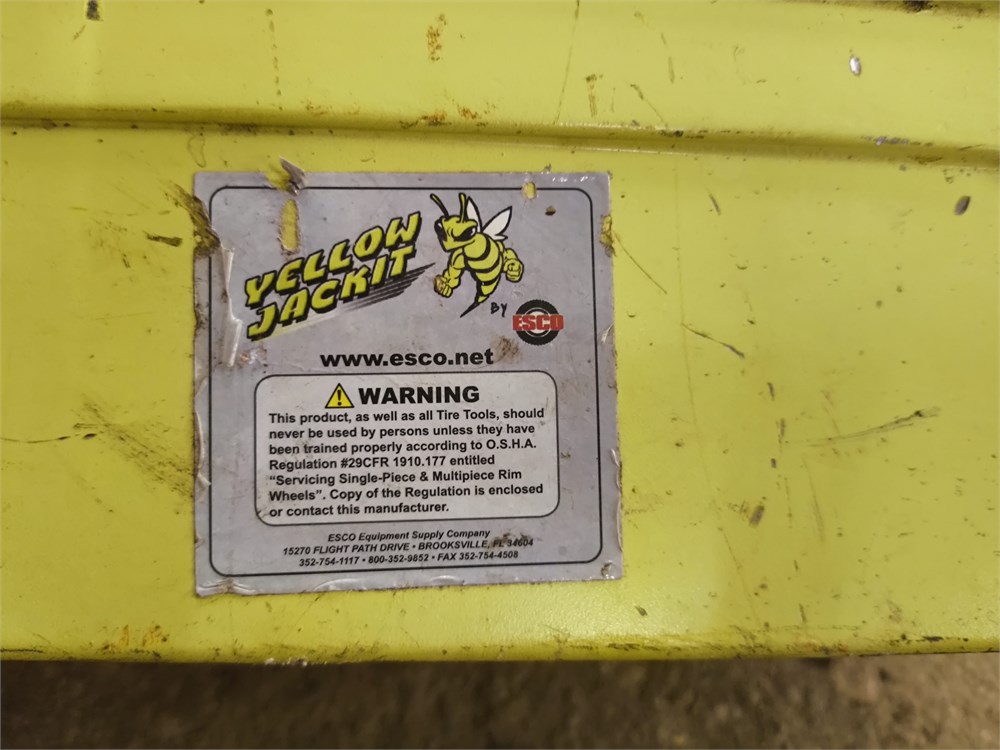 YELLOW
JACKIT
BY ESCO
www.esco.net
WARNING
This product, as well as all Tire Tools, should
never be used by persons unless they have
been trained properly according to O.S.H.A.
Regulation #29CFR 1910.177 entitled
“Servicing Single-Piece & Multipiece Rim
Wheels”. Copy of the Regulation is enclosed
or contact this manufacturer.
ESCO Equipment Supply Company
15270 FLIGHT PATH DRIVE • BROOKSVILLE, FL 34604
352-754-1117 • 800-352-9852 • FAX 352-754-4508